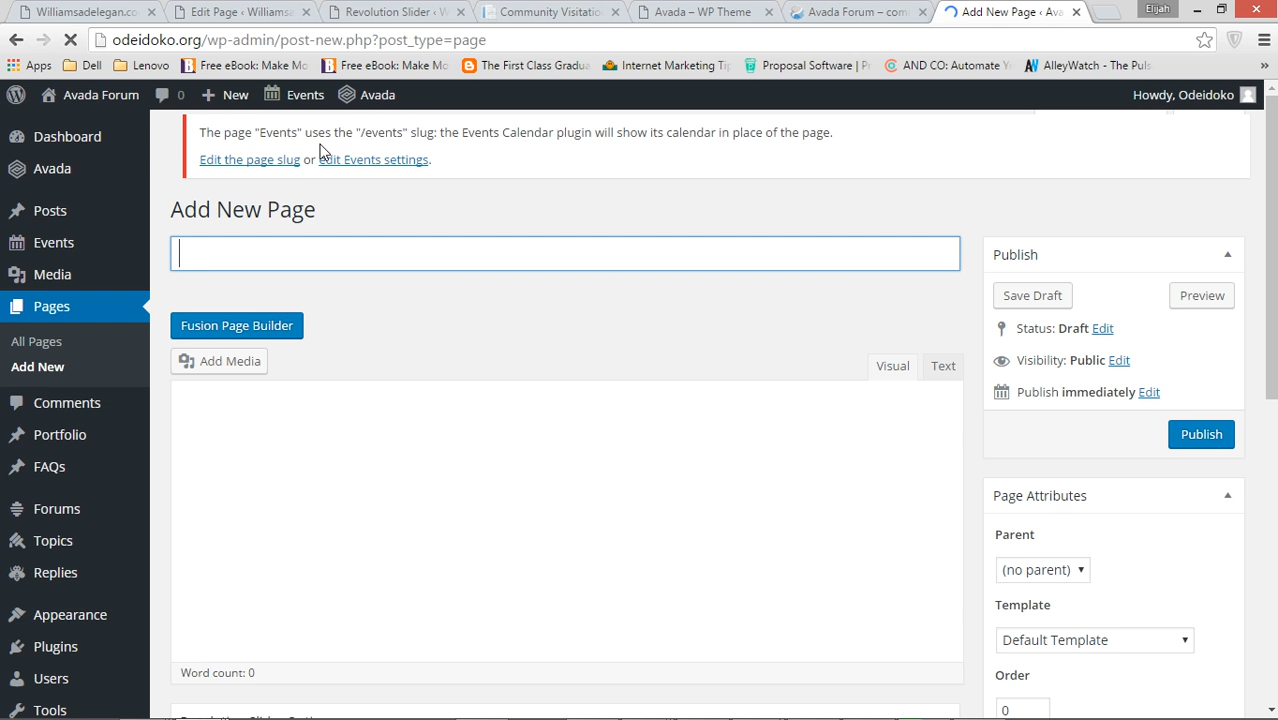 Williamsadelegan.co
Edit Page ‹ Williamsa
Revolution Slider ‹ W
Community Visitatio
Avada – WP Theme
Avada Forum – com
Add New Page ‹ Ava
Elijah
odeidoko.org/wp-admin/post-new.php?post_type=page
Apps
Dell
Lenovo
Free eBook: Make Mo
Free eBook: Make Mo
The First Class Gradua
Internet Marketing Tip
Proposal Software | P
AND CO: Automate Y
AlleyWatch - The Puls
»
Avada Forum
0
New
Events
Avada
Howdy, Odeidoko
Dashboard
Avada
Posts
Events
Media
Pages
All Pages
Add New
Comments
Portfolio
FAQs
Forums
Topics
Replies
Appearance
Plugins
Users
Tools
The page "Events" uses the "/events" slug: the Events Calendar plugin will show its calendar in place of the page.
Edit the page slug or Edit Events settings.
Add New Page
Fusion Page Builder
Add Media
Visual
Text
Word count: 0
Publish
Save Draft
Preview
Status: Draft Edit
Visibility: Public Edit
Publish immediately Edit
Publish
Page Attributes
Parent
(no parent)
Template
Default Template
Order
0